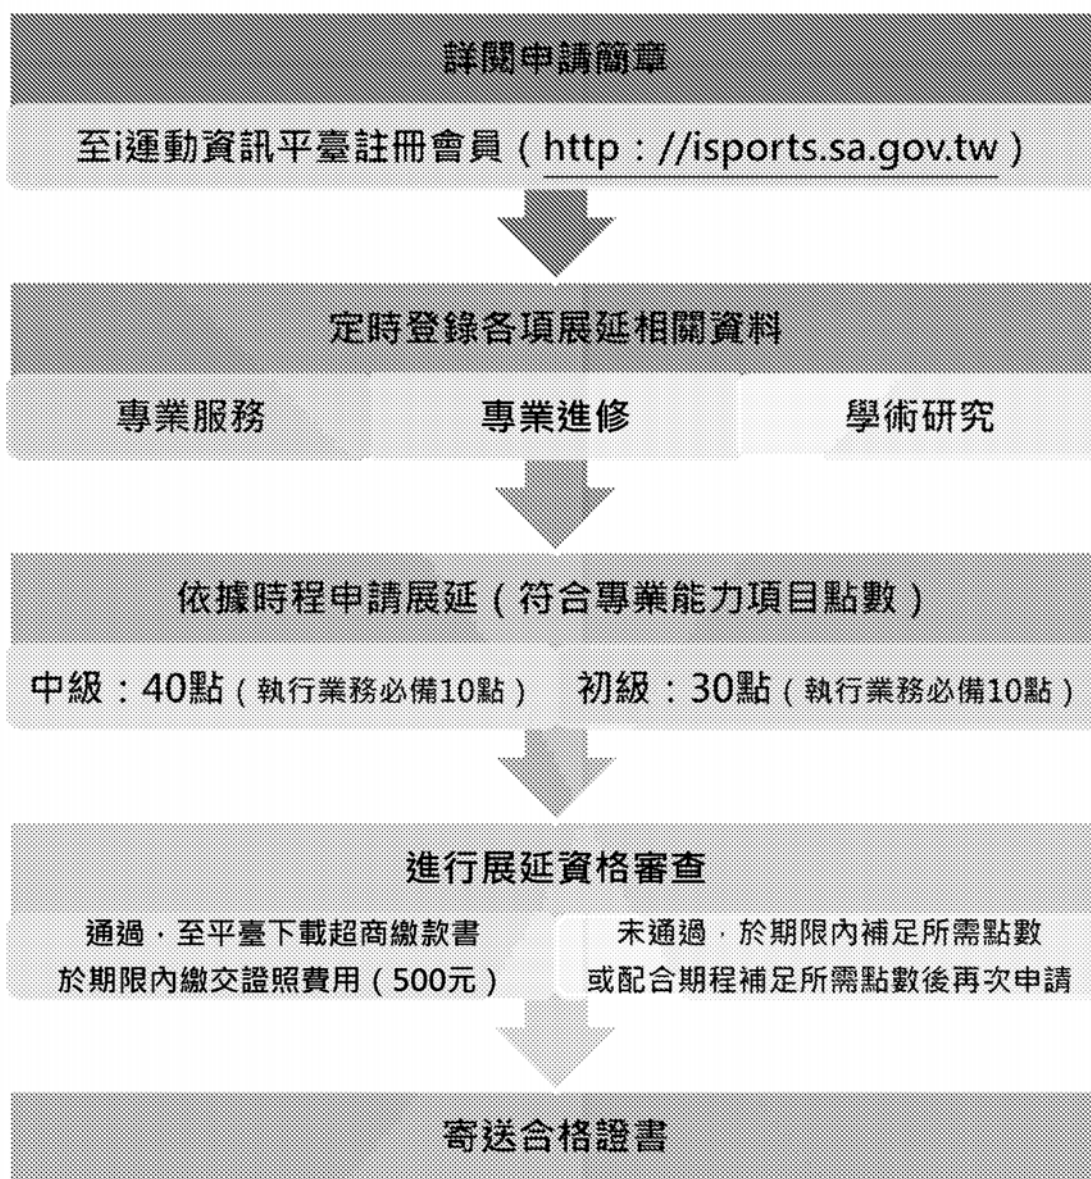 詳閱申請簡章
至i運動資訊平臺註冊會員（http：//isports.sa.gov.tw）
定時登錄各項展延相關資料
專業服務
專業進修
學術研究
依據時程申請展延（符合專業能力項目點數）
中級：40點（執行業務必備10點）
初級：30點（執行業務必備10點）
進行展延資格審查
通過，至平臺下載超商繳款書
於期限內繳交證照費用（500元）
未通過，於期限內補足所需點數
或配合期程補足所需點數後再次申請
寄送合格證書